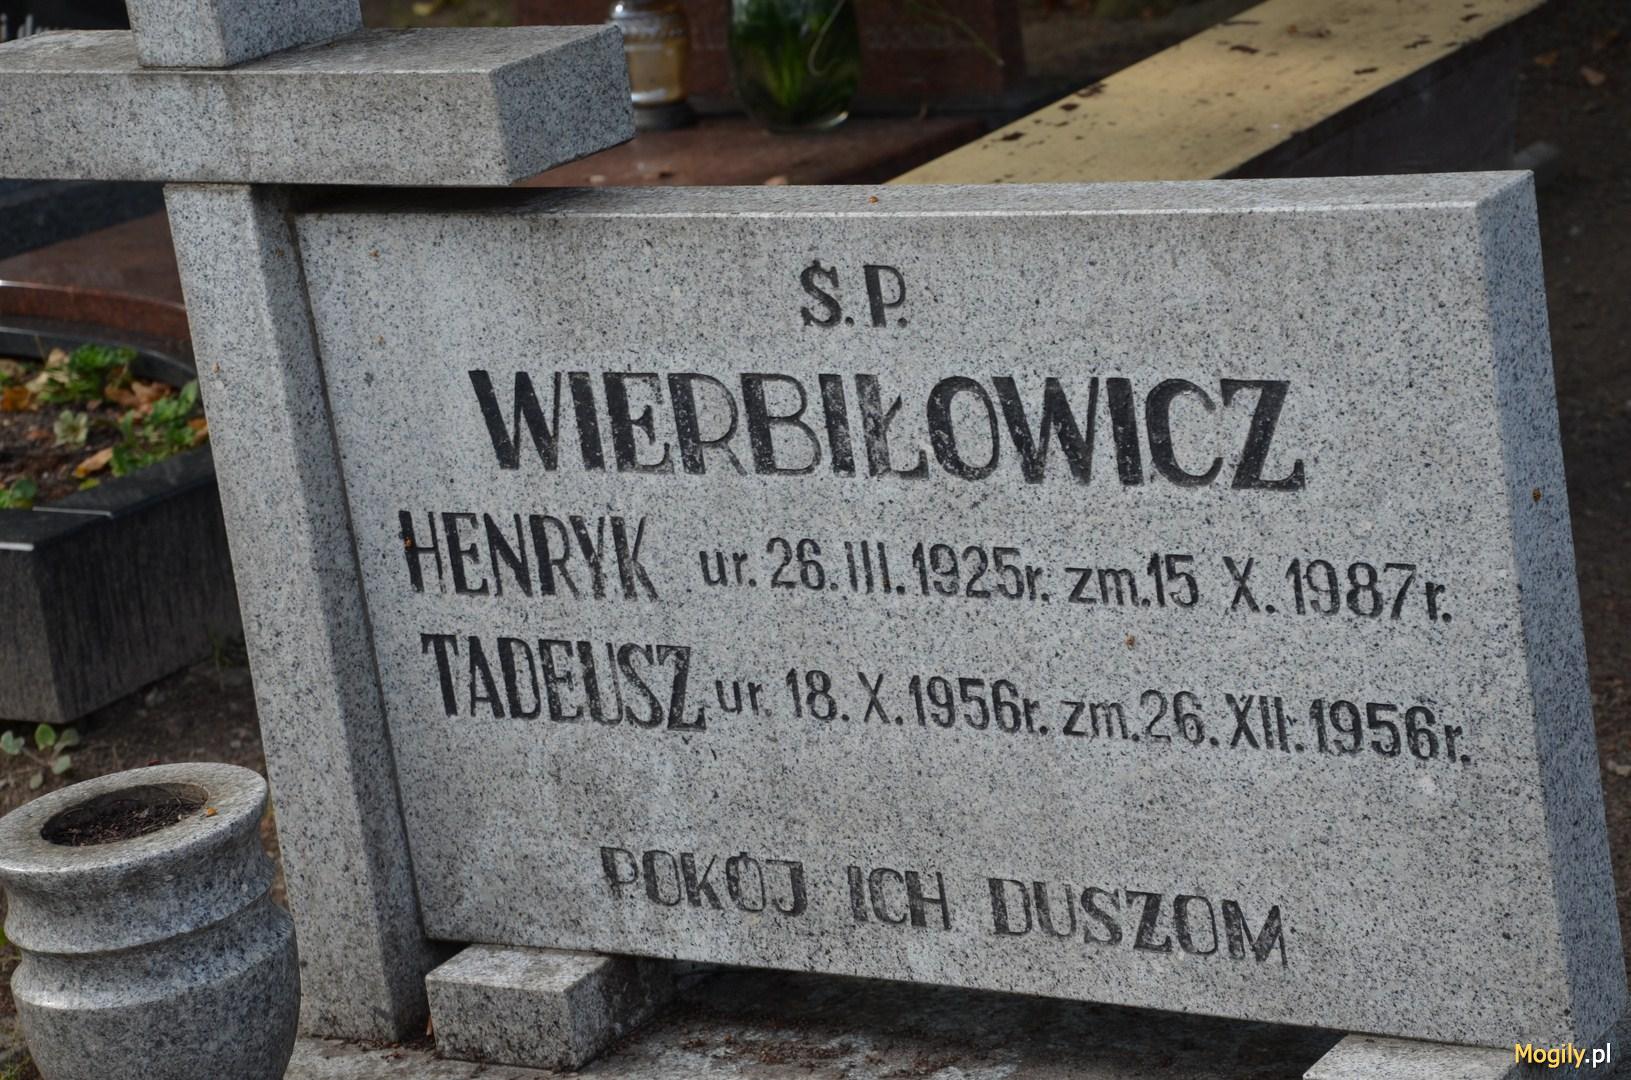 Ś.P.
WIERBIŁOWICZ
HENRYK ur. 26. III. 1925r. zm. 15 X. 1987r.
TADEUSZ ur. 18. X. 1956r. zm. 26. XII. 1956r.
POKÓJ ICH DUSZOM
Mogily.pl